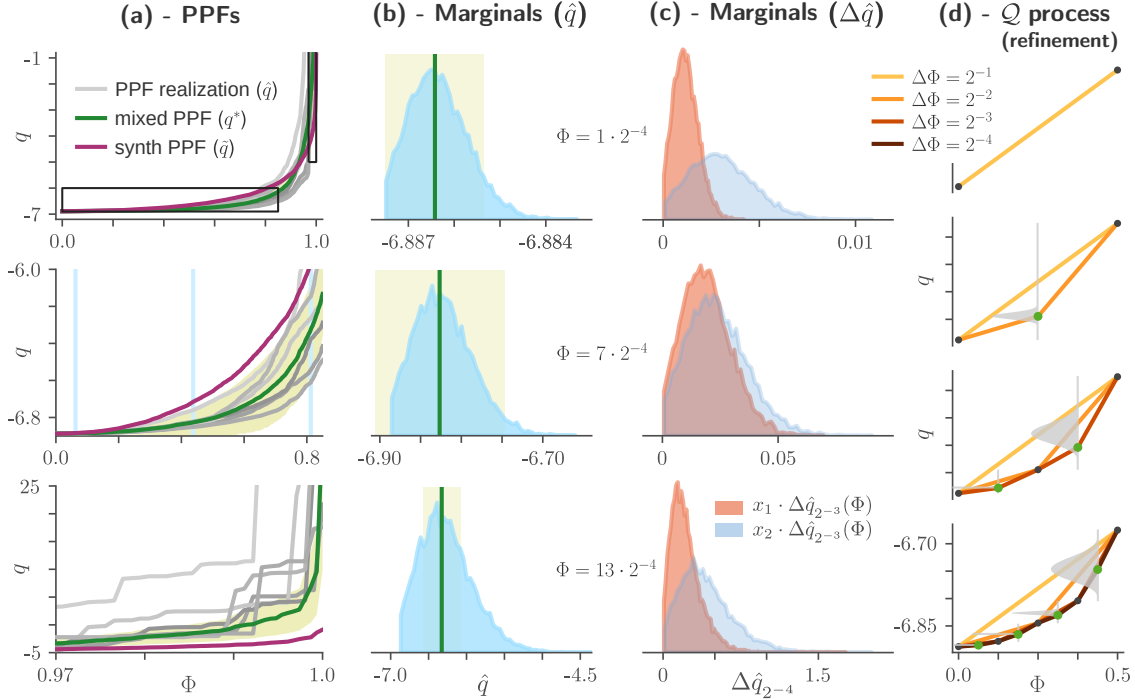 (a) - PPFs
(b) - Marginals (q̂)
(c) - Marginals (Δq̂)
(d) - 𝒬 process
(refinement)
-1
q
-7
0.0
1.0
PPF realization (q̂)
mixed PPF (q*)
synth PPF (q̃)
-6.887
-6.884
Φ = 1 · 2⁻⁴
0
0.01
ΔΦ = 2⁻¹
ΔΦ = 2⁻²
ΔΦ = 2⁻³
ΔΦ = 2⁻⁴
-6.0
q
-6.8
0.0
0.8
-6.90
-6.70
Φ = 7 · 2⁻⁴
0
0.05
q
q
25
q
-5
0.97
Φ
1.0
-7.0
q̂
-4.5
Φ = 13 · 2⁻⁴
x₁ · Δq̂₂₋₃(Φ)
x₂ · Δq̂₂₋₃(Φ)
0
Δq̂₂₋₄
1.5
-6.70
-6.85
0.0
Φ
0.5